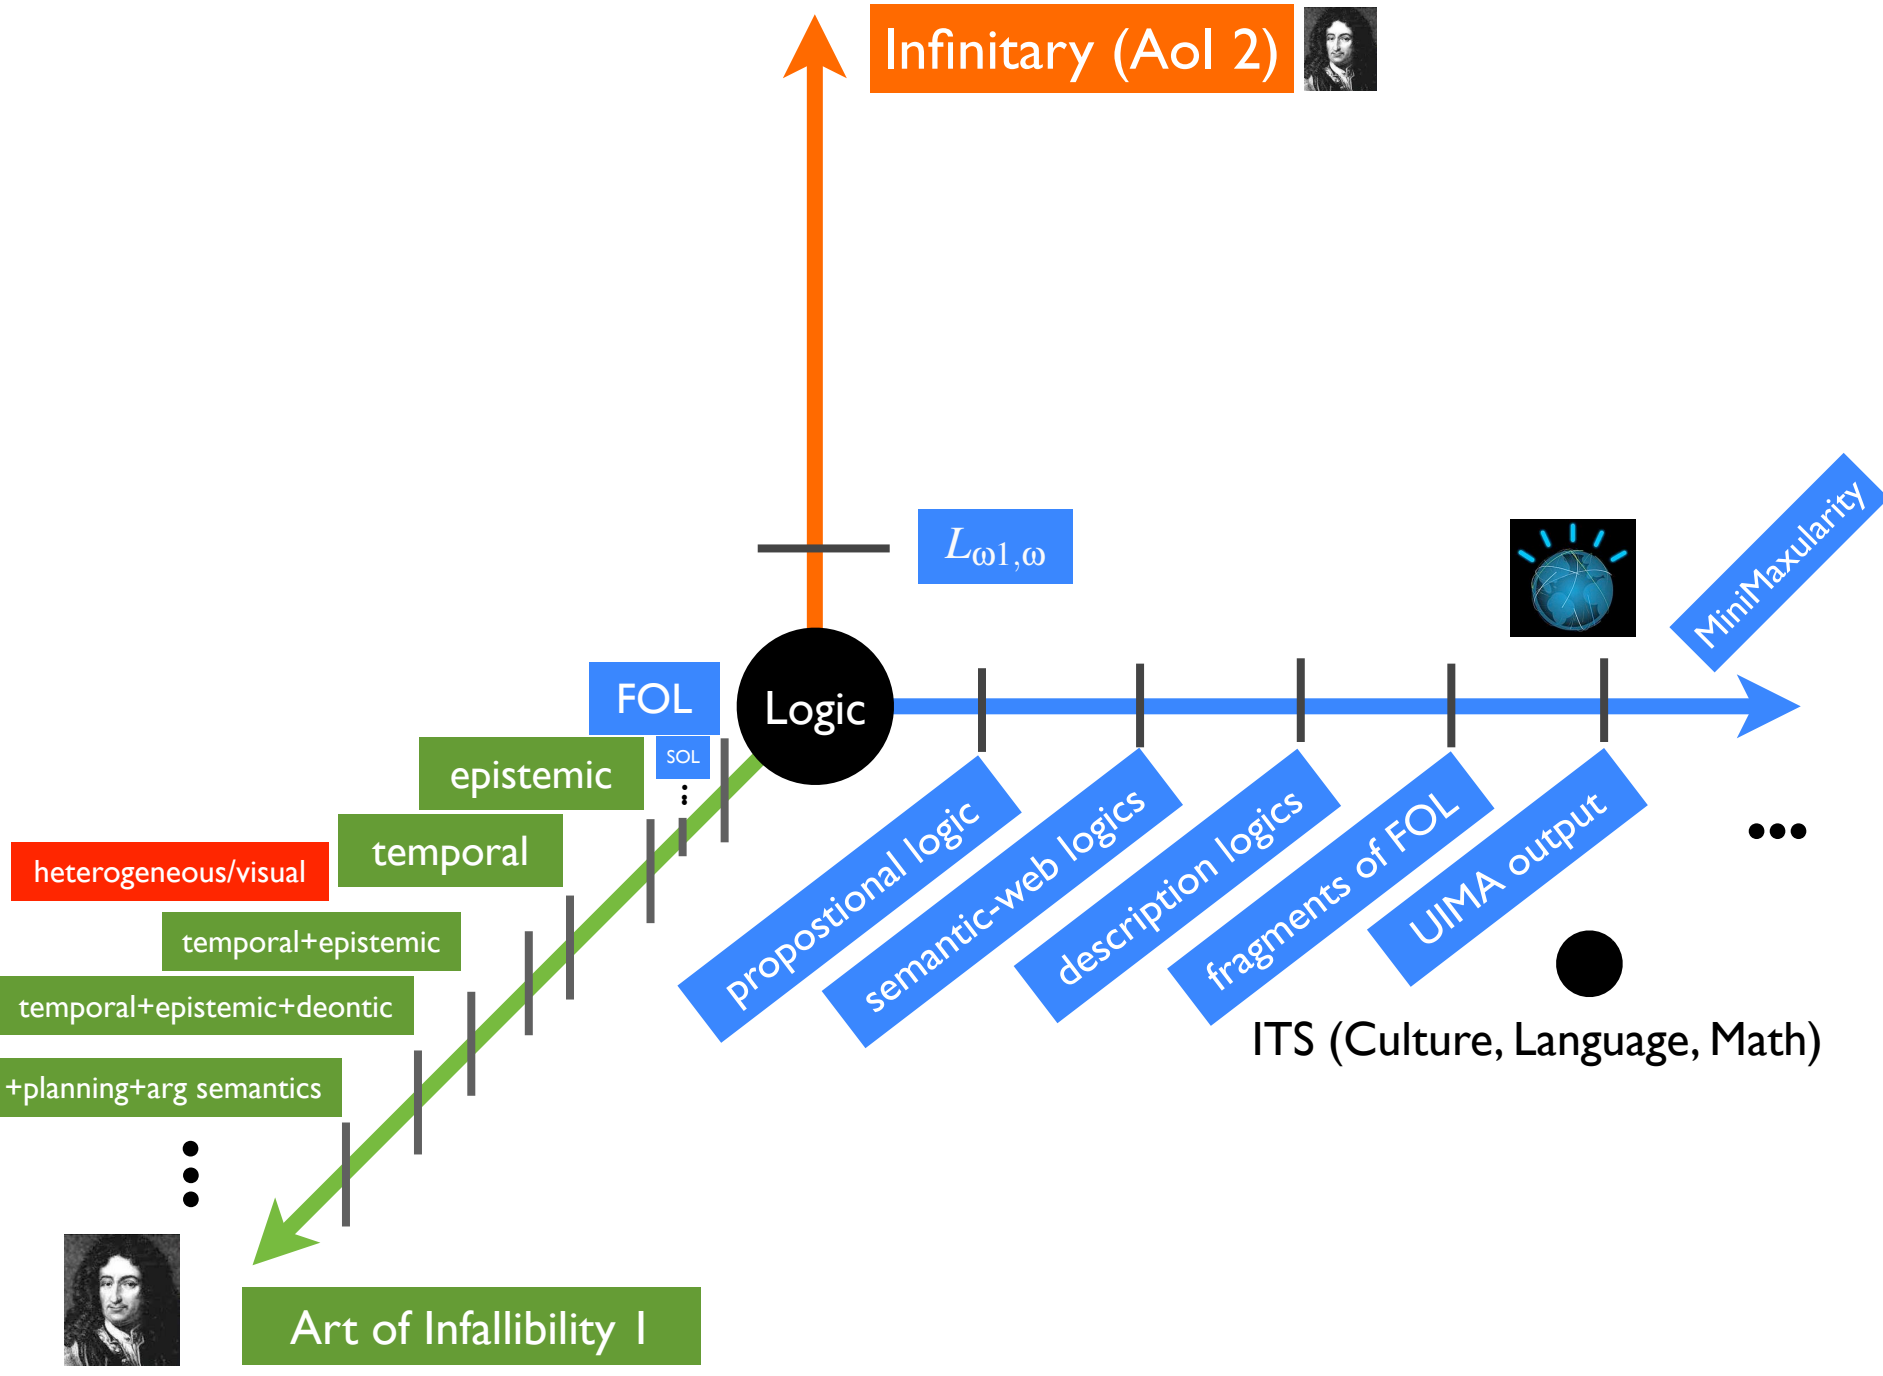 Infinitary (AoI 2)
Lω1,ω
MiniMaxularity
Logic
FOL
SOL
epistemic
temporal
heterogeneous/visual
temporal+epistemic
temporal+epistemic+deontic
+planning+arg semantics
propostional logic
semantic-web logics
description logics
fragments of FOL
UIMA output
ITS (Culture, Language, Math)
Art of Infallibility 1